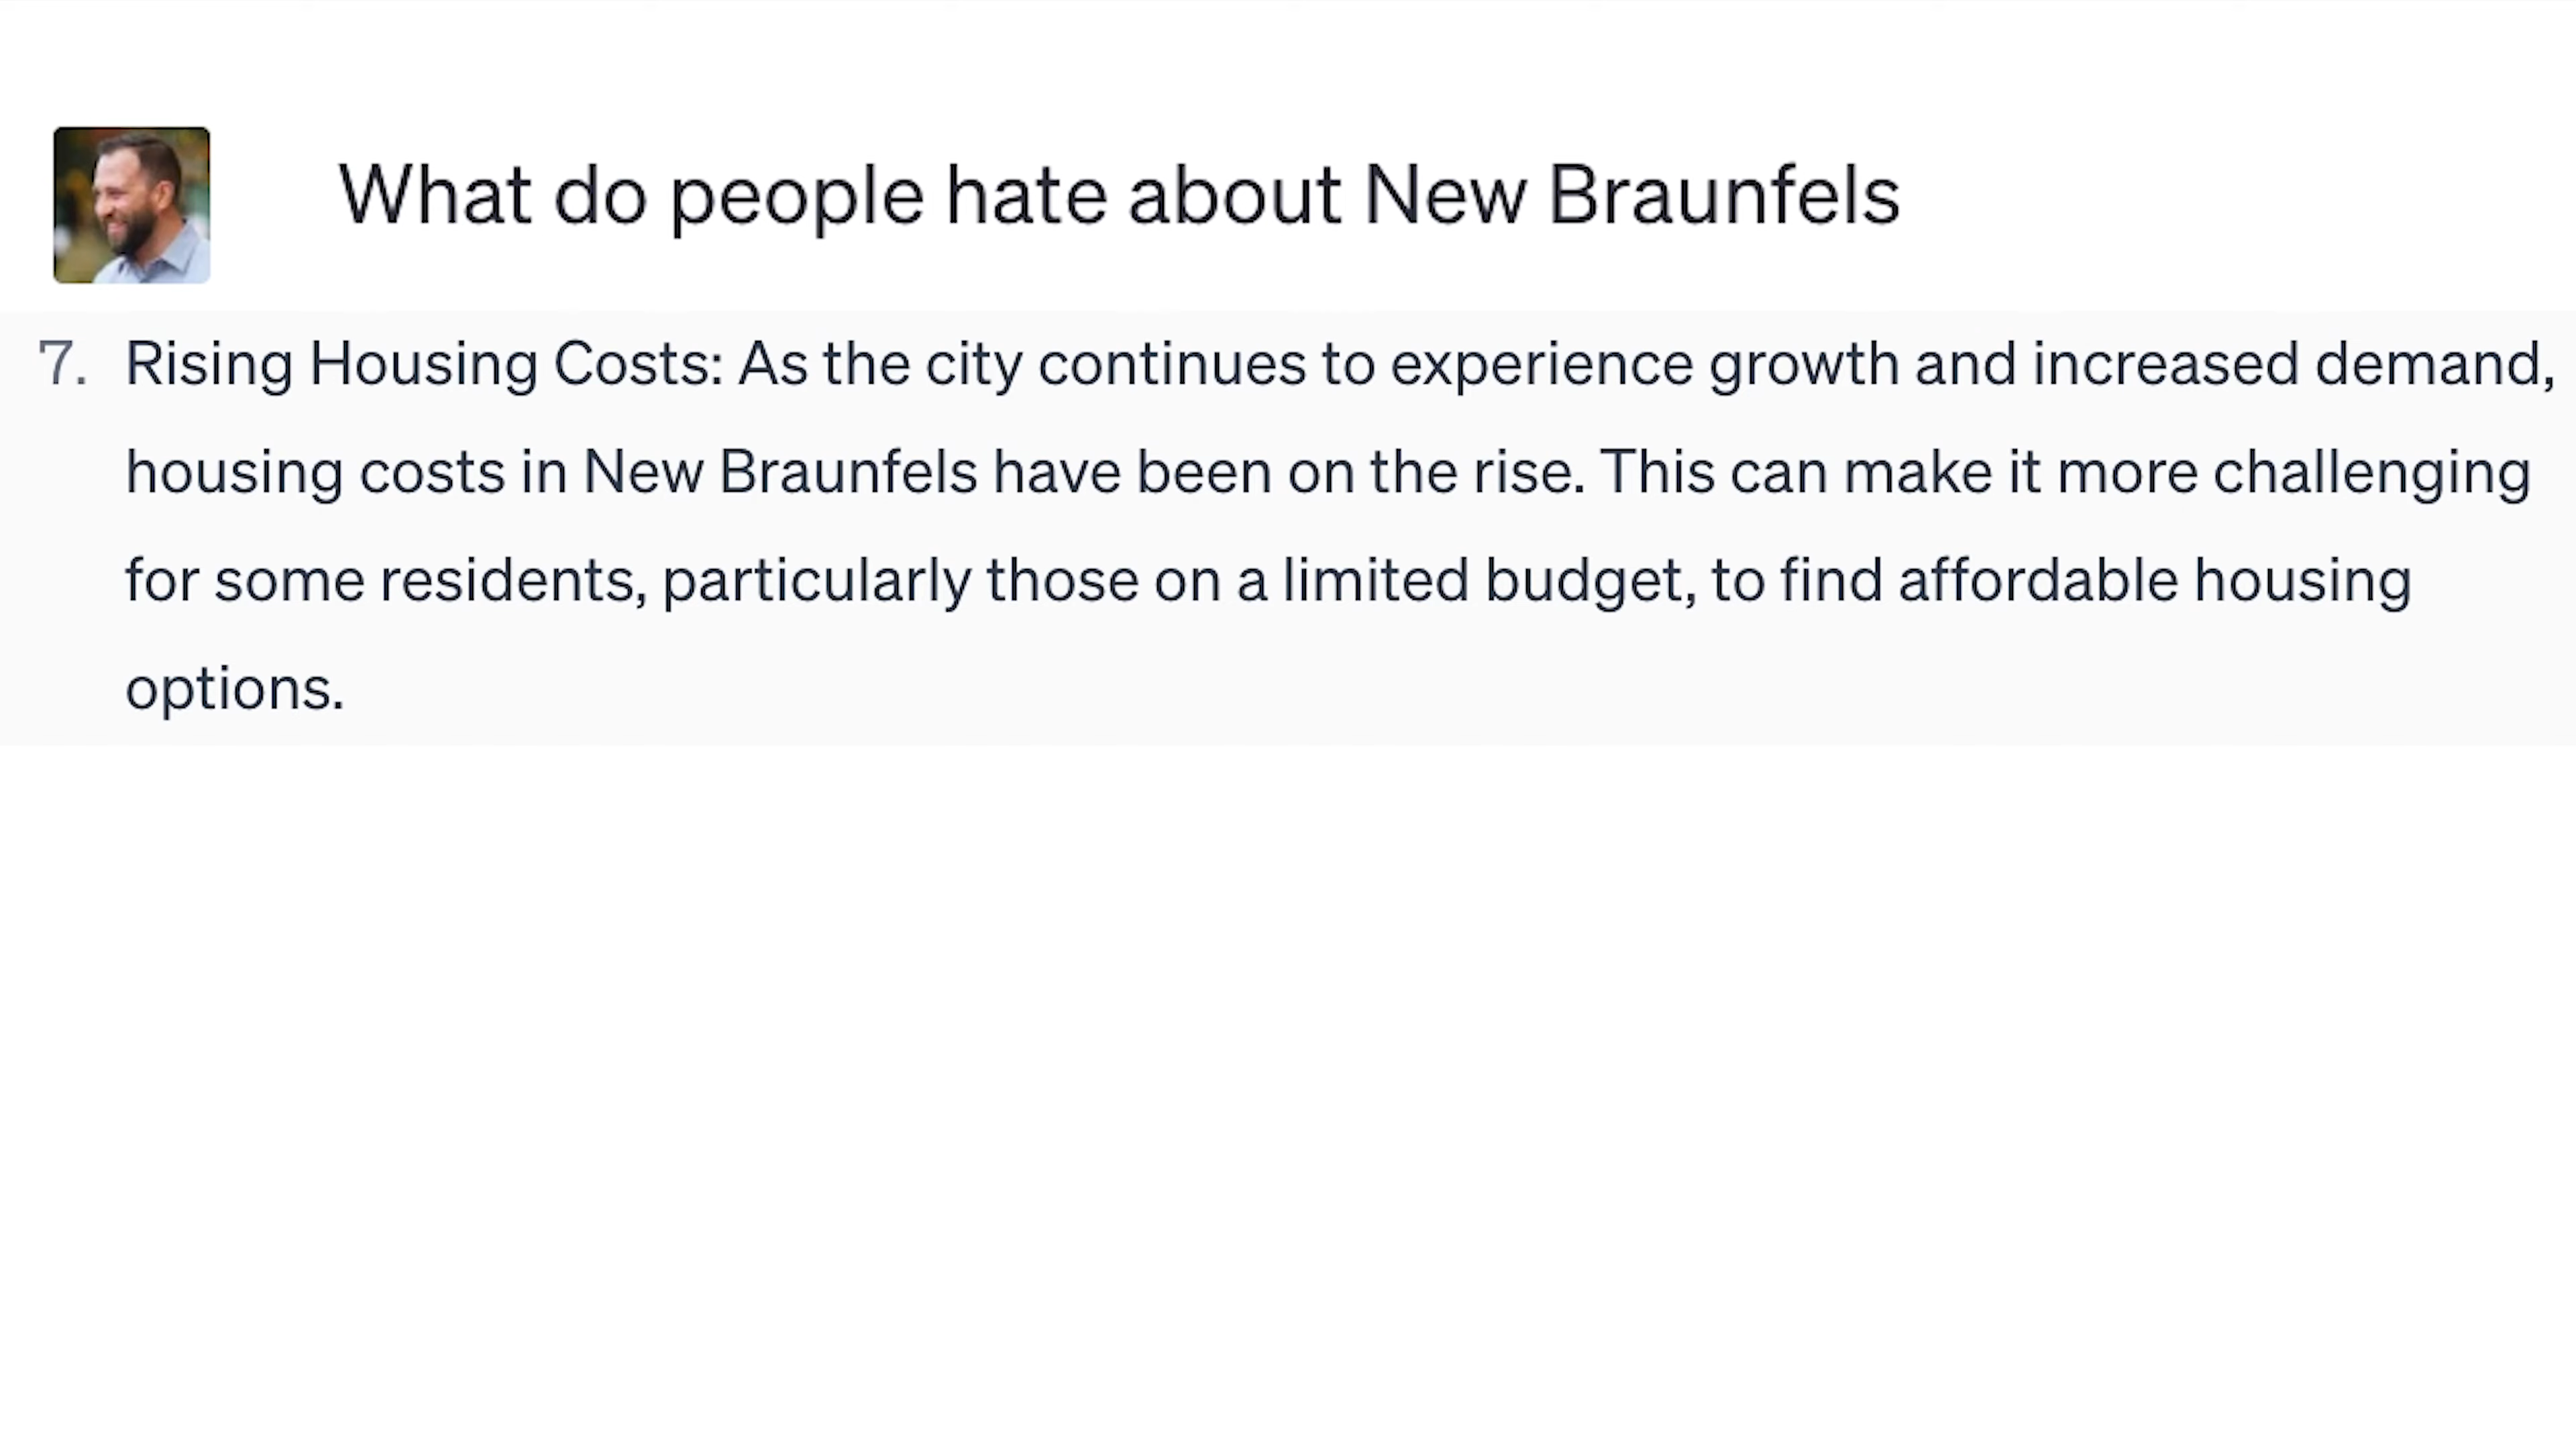 What do people hate about New Braunfels
7. Rising Housing Costs: As the city continues to experience growth and increased demand,
housing costs in New Braunfels have been on the rise. This can make it more challenging
for some residents, particularly those on a limited budget, to find affordable housing
options.